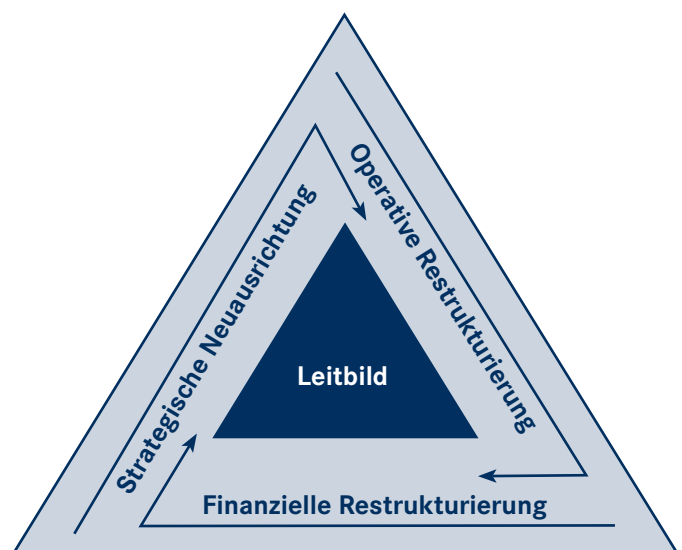 Strategische Neuausrichtung
Operative Restrukturierung
Leitbild
Finanzielle Restrukturierung